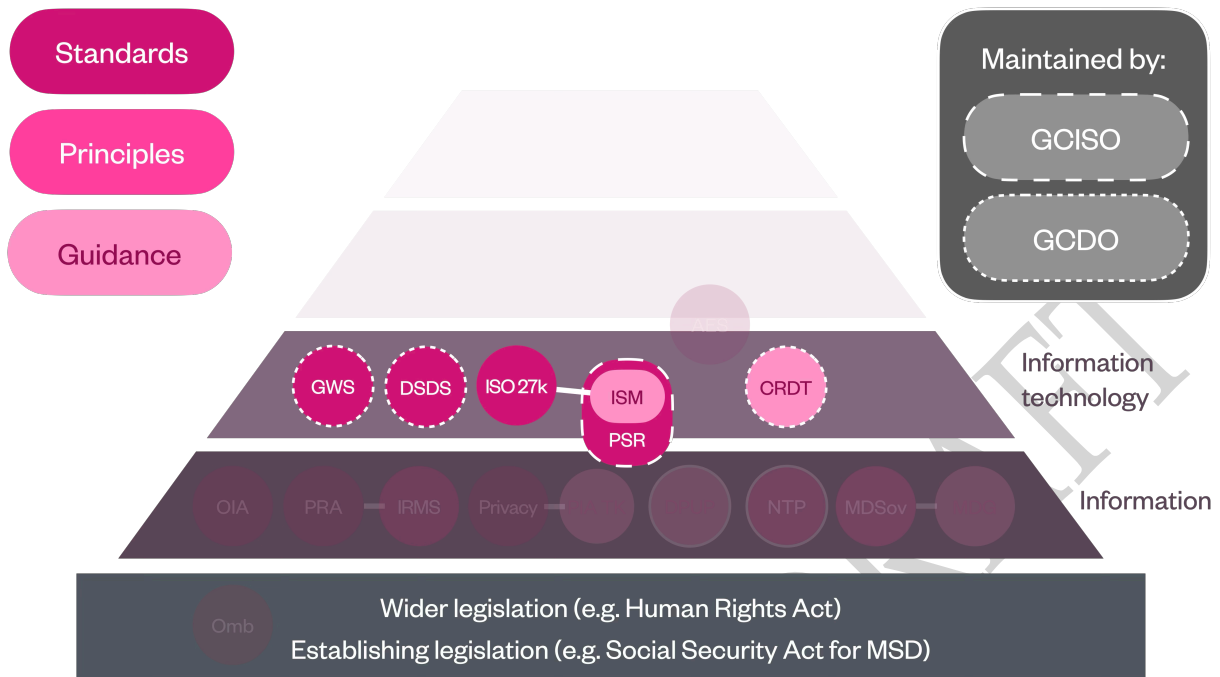 Standards
Principles
Guidance
Maintained by:
GCISO
GCDO
GWS
DSDS
ISO 27k
ISM
PSR
CRDT
Information
technology
OIA
PRA
IRMS
Privacy
NTP
MDSov
Information
Omb
Wider legislation (e.g. Human Rights Act)
Establishing legislation (e.g. Social Security Act for MSD)